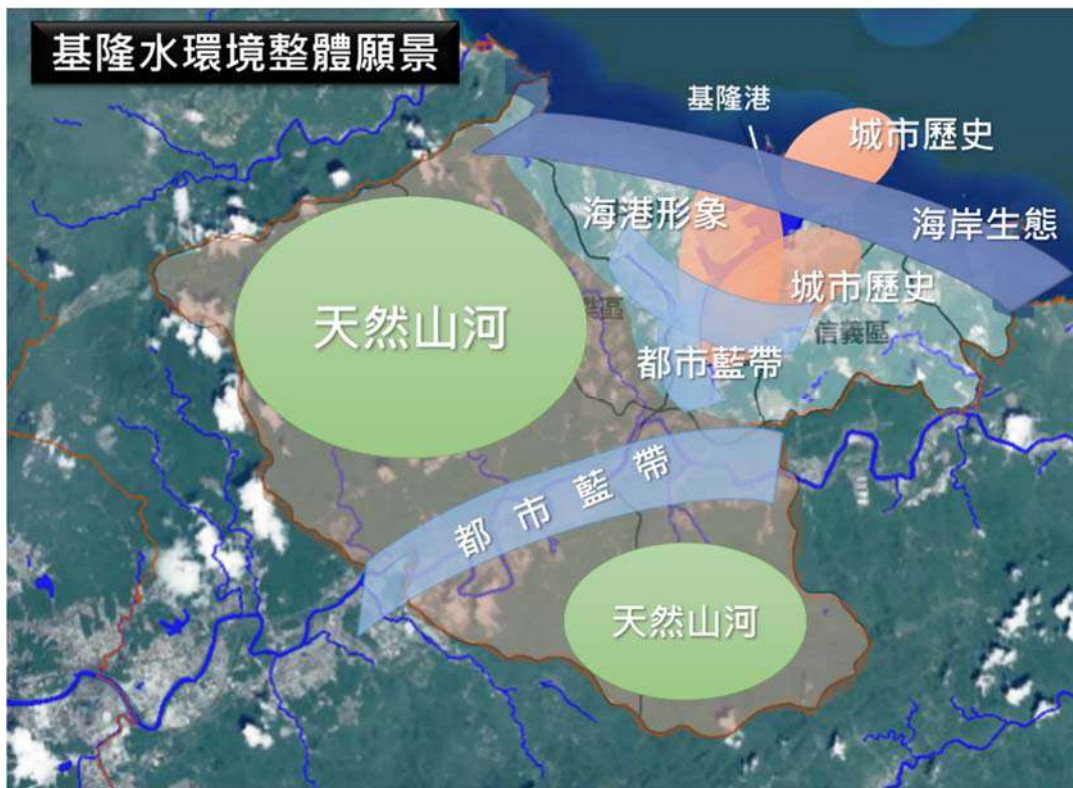 基隆水環境整體願景
基隆港
城市歷史
海港形象
海岸生態
城市歷史
信義區
天然山河
都市藍帶
都市藍帶
天然山河